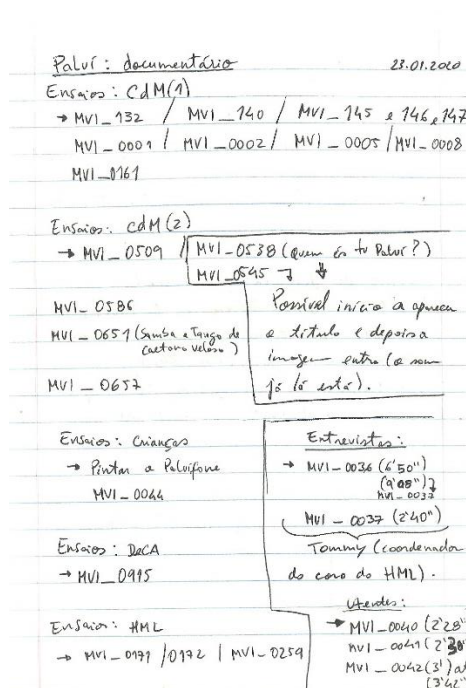 Paluí: documentário 23.01.2020
Ensaios: CdM(1)
→ MVI_132 / MVI_140 / MVI_145 e 146 e 147
MVI_0001 / MVI_0002 / MVI_0005 / MVI_0008
MVI_0161
Ensaios: CdM(2)
→ MVI_0509 / MVI_0538 (Quem és tu Paluí?)
MVI_0545
Possível início a aparecer
o título e depois a
imagem entra (o som
já lá está).
MVI_0586
MVI_0651 (Samba e Tango de
Caetano Veloso)
MVI_0657
Ensaios: Crianças
→ Pintar o Paluifone
MVI_0044
Ensaios: DeCA
→ MVI_0915
Ensaios: HML
→ MVI_0171 / 0172 / MVI_0259
Entrevistas:
→ MVI_0036 (6'50")
(9'08")
MVI_0037
MVI_0037 (2'40")
Tommy (coordenador
do coro do HML).
Utentes:
→ MVI_0040 (2'28"
MVI_0041 (2'30"
MVI_0042 (3')
(3'42"